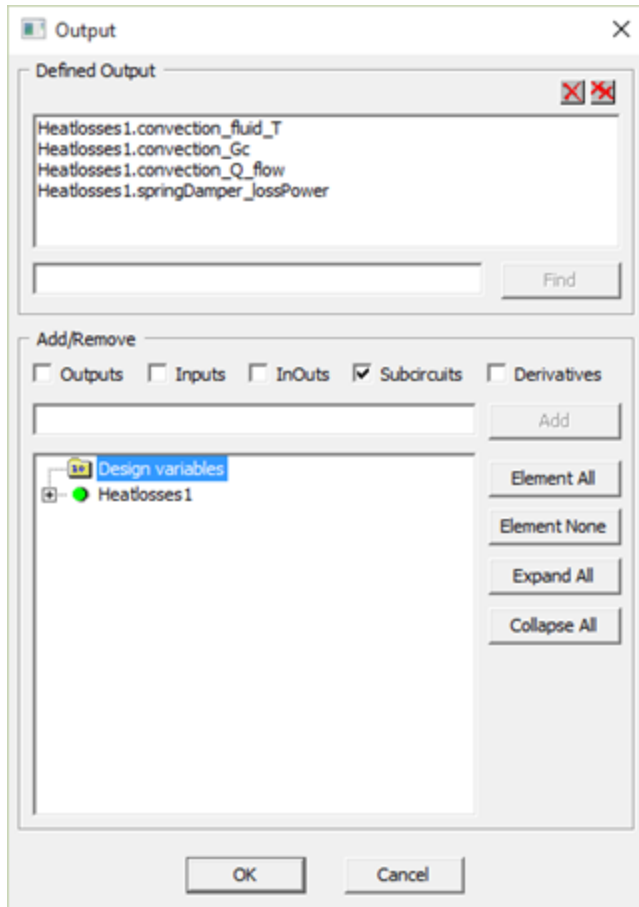 Output
Defined Output
Heatlosses1.convection_fluid_T
Heatlosses1.convection_Gc
Heatlosses1.convection_Q_flow
Heatlosses1.springDamper_lossPower
Find
Add/Remove
Outputs Inputs InOuts Subcircuits Derivatives
Add
Design variables
Heatlosses1
Element All
Element None
Expand All
Collapse All
OK Cancel